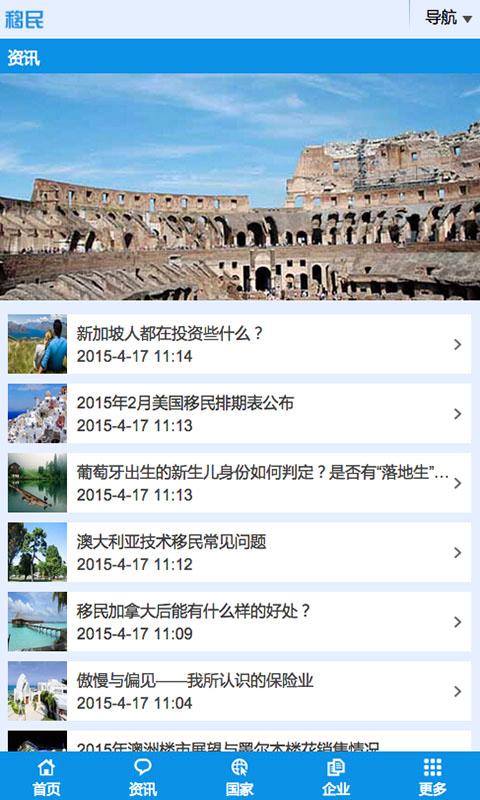 移民
导航
资讯
新加坡人都在投资些什么？
2015-4-17 11:14
2015年2月美国移民排期表公布
2015-4-17 11:13
葡萄牙出生的新生儿身份如何判定？是否有“落地生”...
2015-4-17 11:13
澳大利亚技术移民常见问题
2015-4-17 11:12
移民加拿大后能有什么样的好处？
2015-4-17 11:09
傲慢与偏见——我所认识的保险业
2015-4-17 11:04
2015年澳洲楼市展望与墨尔本楼花销售情况
首页
资讯
国家
企业
更多